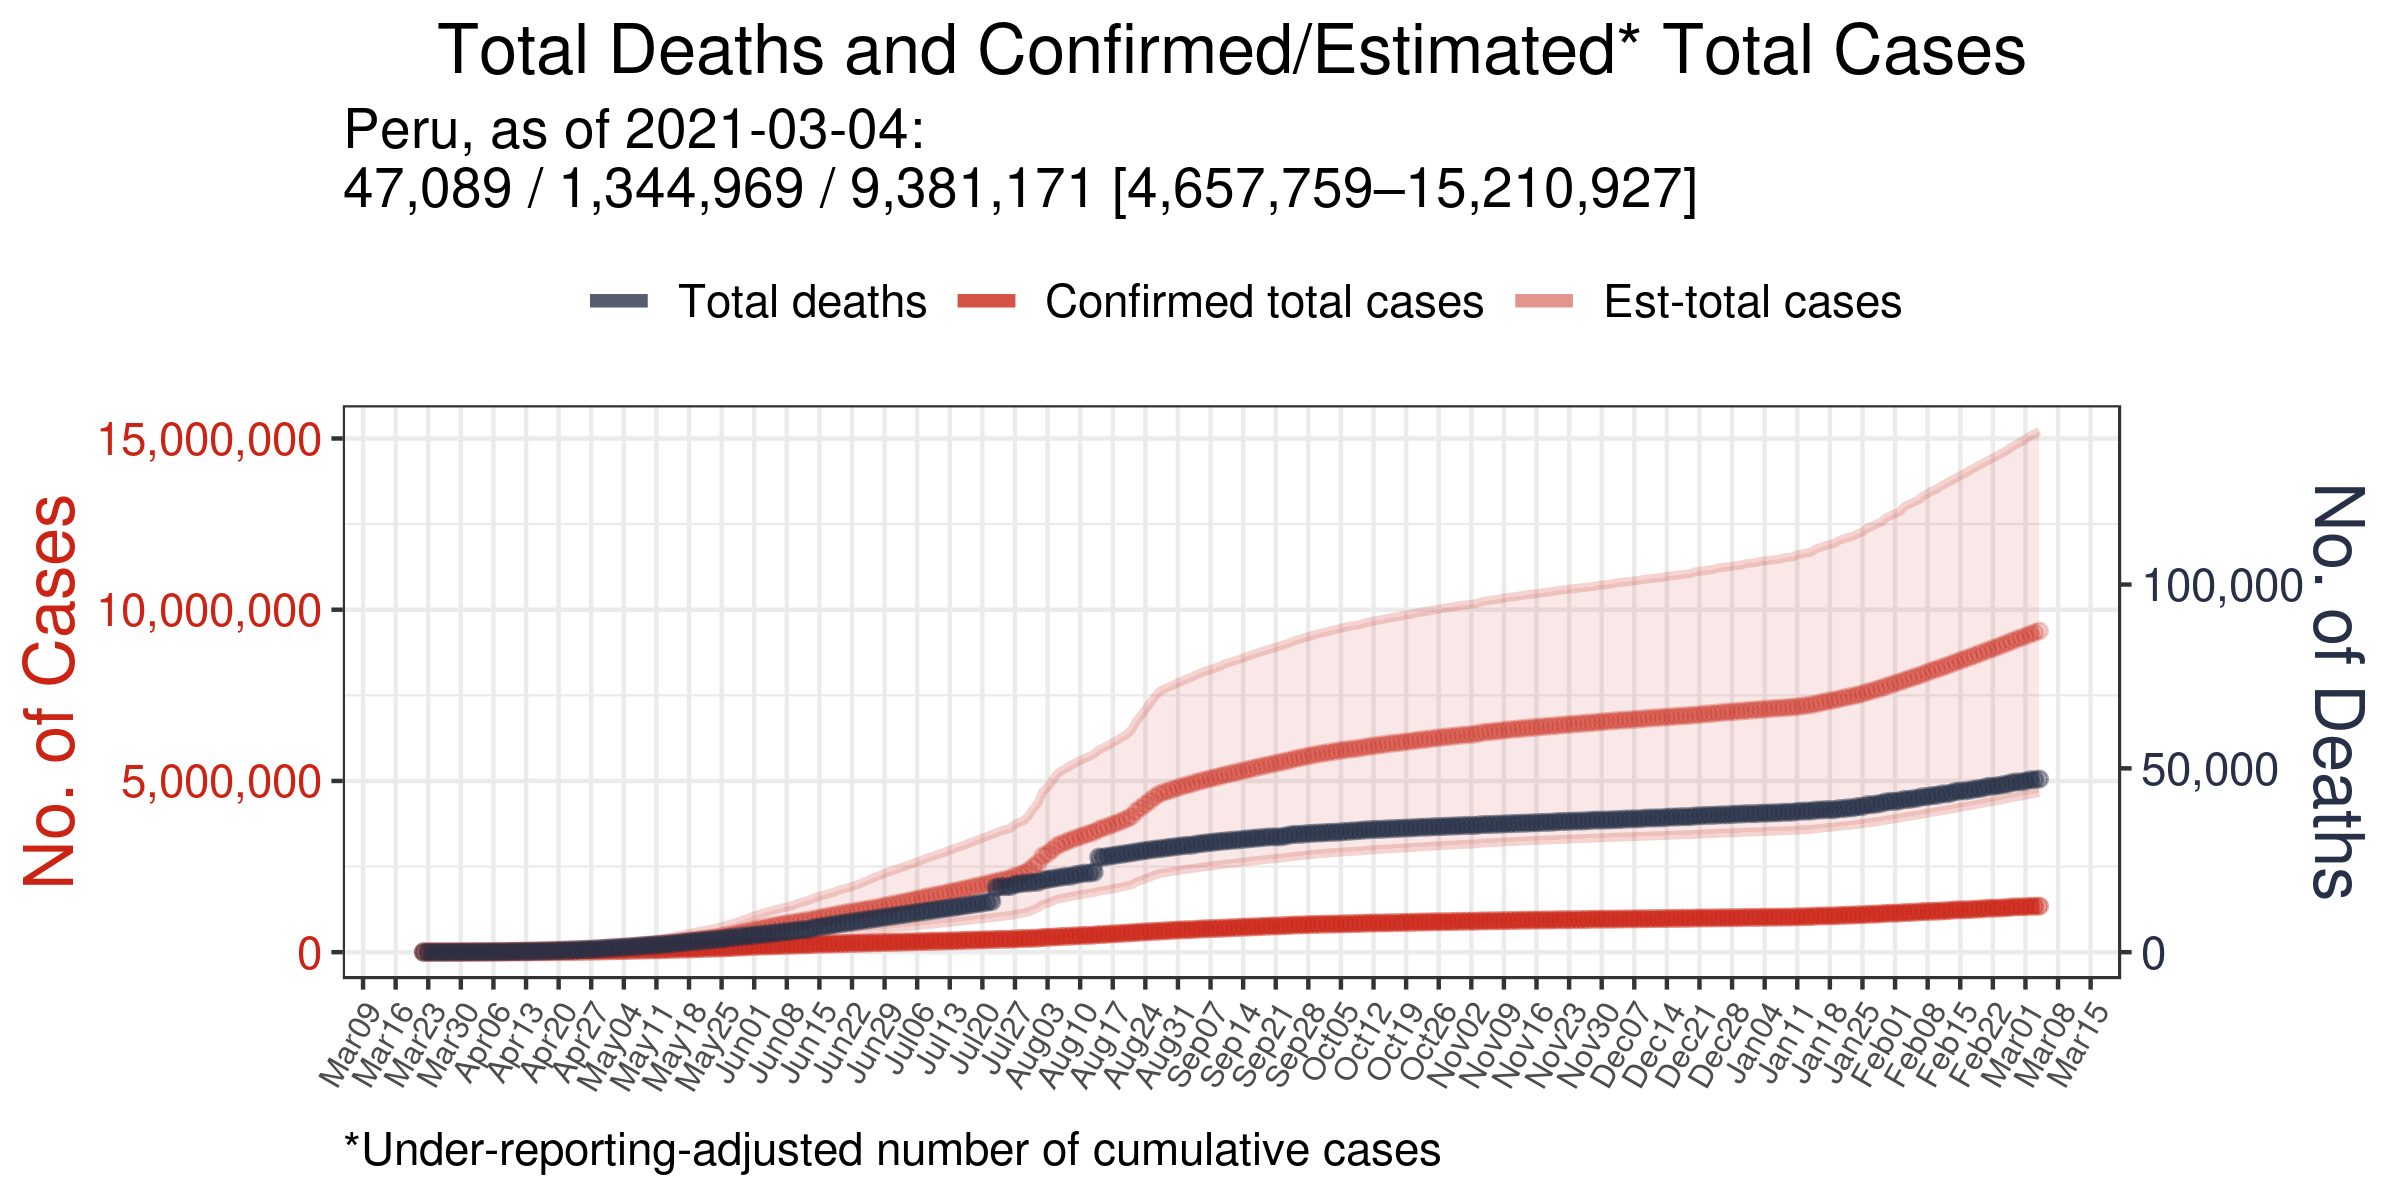 Total Deaths and Confirmed/Estimated* Total Cases
Peru, as of 2021-03-04:
47,089 / 1,344,969 / 9,381,171 [4,657,759–15,210,927]
Total deaths
Confirmed total cases
Est-total cases
No. of Cases
15,000,000
10,000,000
5,000,000
0
No. of Deaths
100,000
50,000
0
Mar09
Mar16
Mar23
Mar30
Apr06
Apr13
Apr20
Apr27
May04
May11
May18
May25
Jun01
Jun08
Jun15
Jun22
Jun29
Jul06
Jul13
Jul20
Jul27
Aug03
Aug10
Aug17
Aug24
Aug31
Sep07
Sep14
Sep21
Sep28
Oct05
Oct12
Oct19
Oct26
Nov02
Nov09
Nov16
Nov23
Nov30
Dec07
Dec14
Dec21
Dec28
Jan04
Jan11
Jan18
Jan25
Feb01
Feb08
Feb15
Feb22
Mar01
Mar08
Mar15
*Under-reporting-adjusted number of cumulative cases